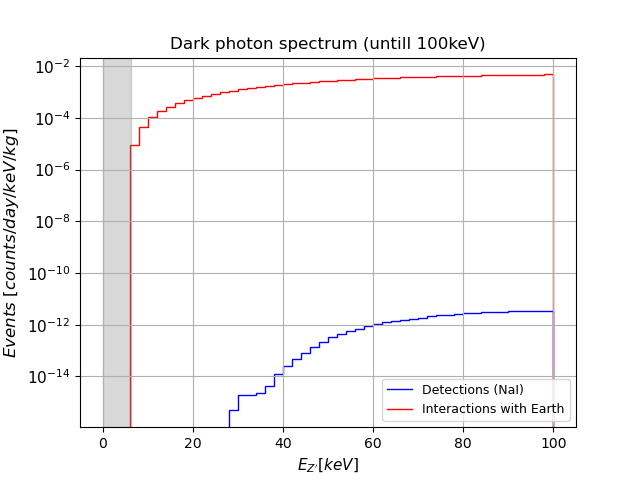 Dark photon spectrum (untill 100keV)
Events [counts/day/keV/kg]
10⁻²
10⁻⁴
10⁻⁶
10⁻⁸
10⁻¹⁰
10⁻¹²
10⁻¹⁴
Detections (NaI)
Interactions with Earth
0 20 40 60 80 100
E_{Z'}[keV]